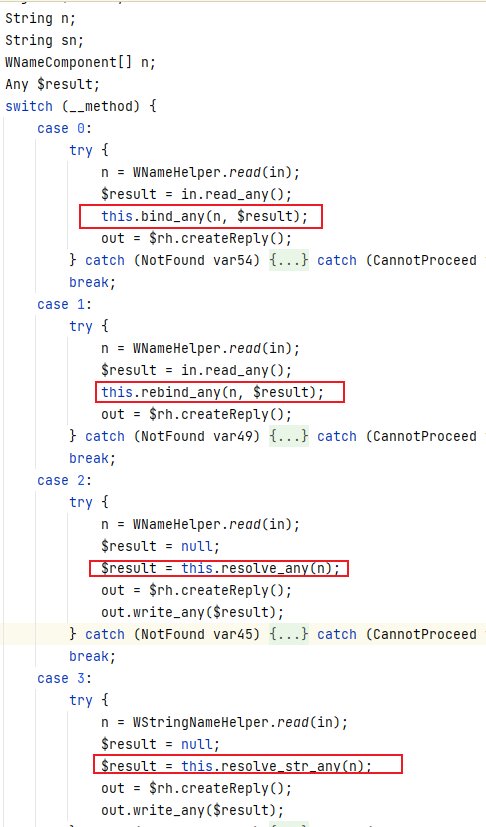 String n;
String sn;
WNameComponent[] n;
Any $result;
switch (__method) {
case 0:
try {
n = WNameHelper.read(in);
$result = in.read_any();
this.bind_any(n, $result);
out = $rh.createReply();
} catch (NotFound var54) {...} catch (CannotProceed
break;
case 1:
try {
n = WNameHelper.read(in);
$result = in.read_any();
this.rebind_any(n, $result);
out = $rh.createReply();
} catch (NotFound var49) {...} catch (CannotProceed
break;
case 2:
try {
n = WNameHelper.read(in);
$result = null;
$result = this.resolve_any(n);
out = $rh.createReply();
out.write_any($result);
} catch (NotFound var45) {...} catch (CannotProceed
break;
case 3:
try {
n = WStringNameHelper.read(in);
$result = null;
$result = this.resolve_str_any(n);
out = $rh.createReply();
out.write_any($result);